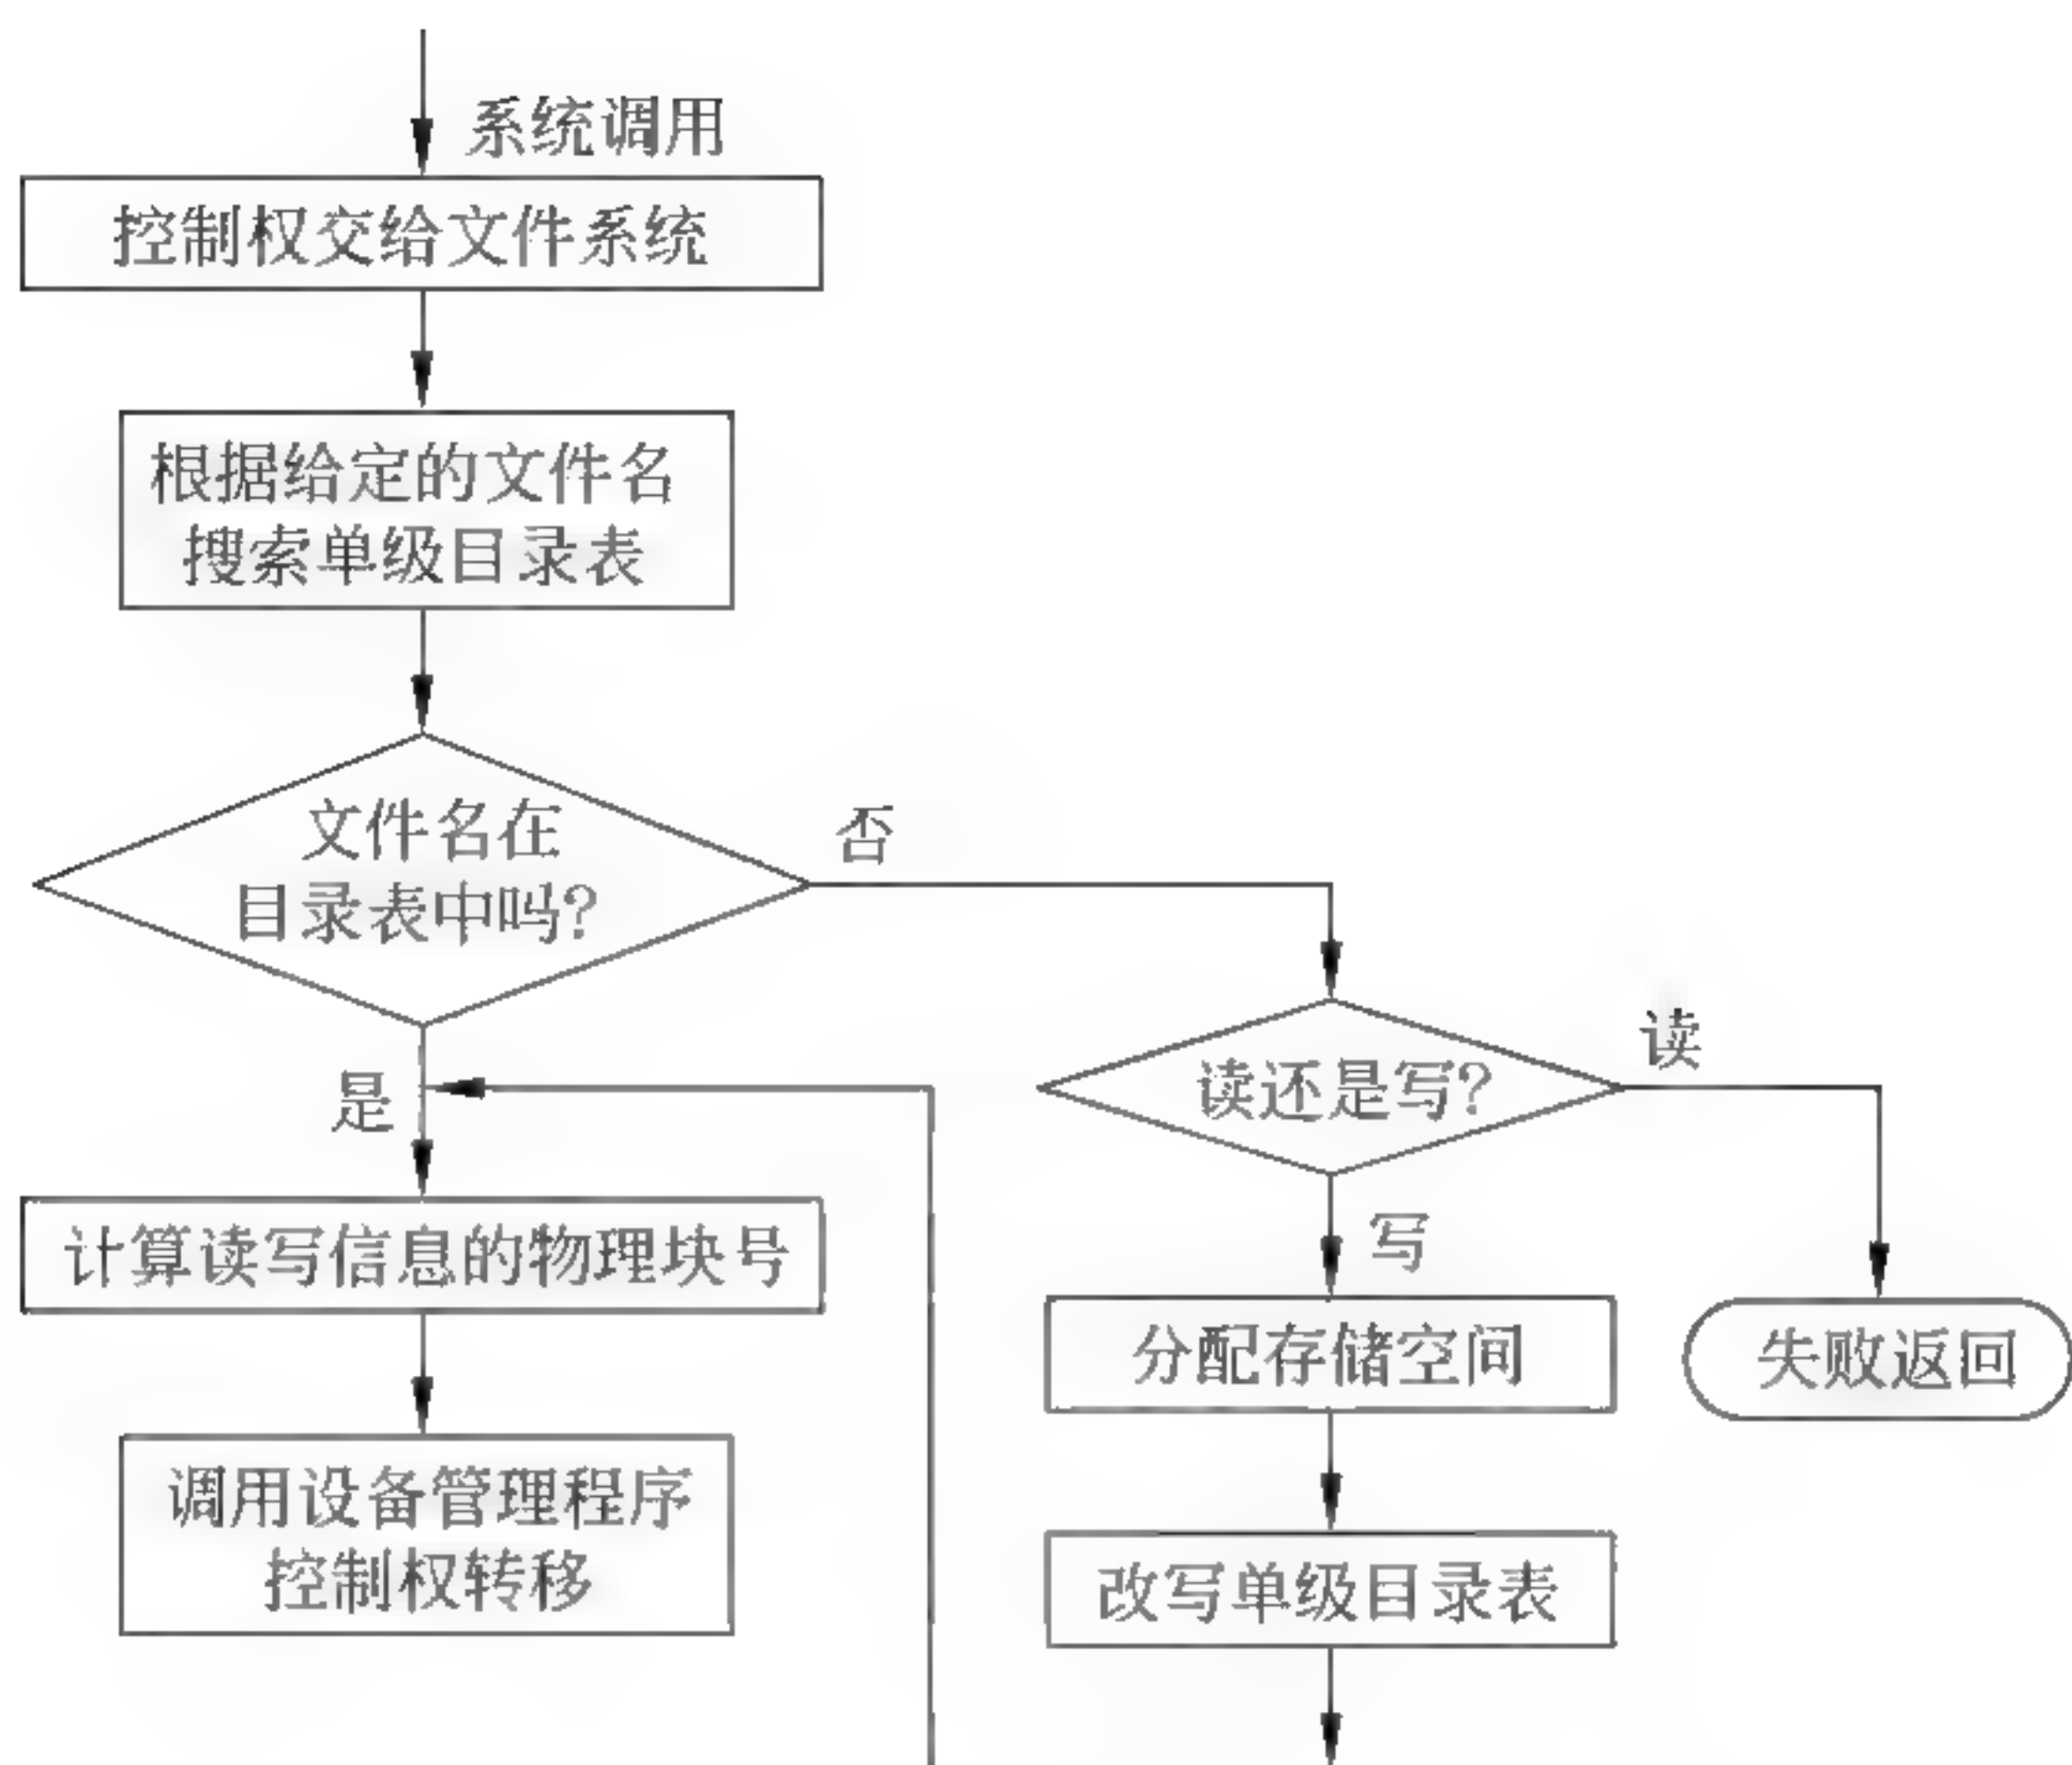 系统调用
控制权交给文件系统
根据给定的文件名
搜索单级目录表
文件名在
目录表中吗?
否
是
读还是写?
读
写
计算读写信息的物理块号
分配存储空间
失败返回
调用设备管理程序
控制权转移
改写单级目录表